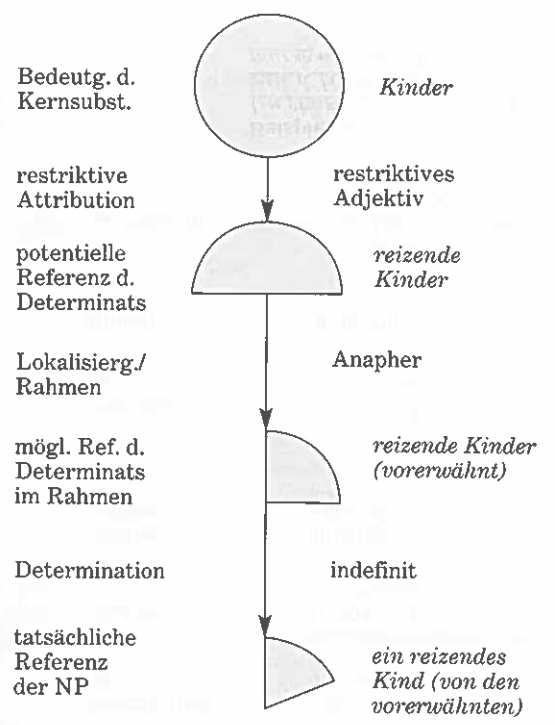 Bedeutg. d.
Kernsubst.
Kinder
restriktive
Attribution
restriktives
Adjektiv
potentielle
Referenz d.
Determinats
reizende
Kinder
Lokalisierg./
Rahmen
Anapher
mögl. Ref. d.
Determinats
im Rahmen
reizende Kinder
(vorerwähnt)
Determination
indefinit
tatsächliche
Referenz
der NP
ein reizendes
Kind (von den
vorerwähnten)